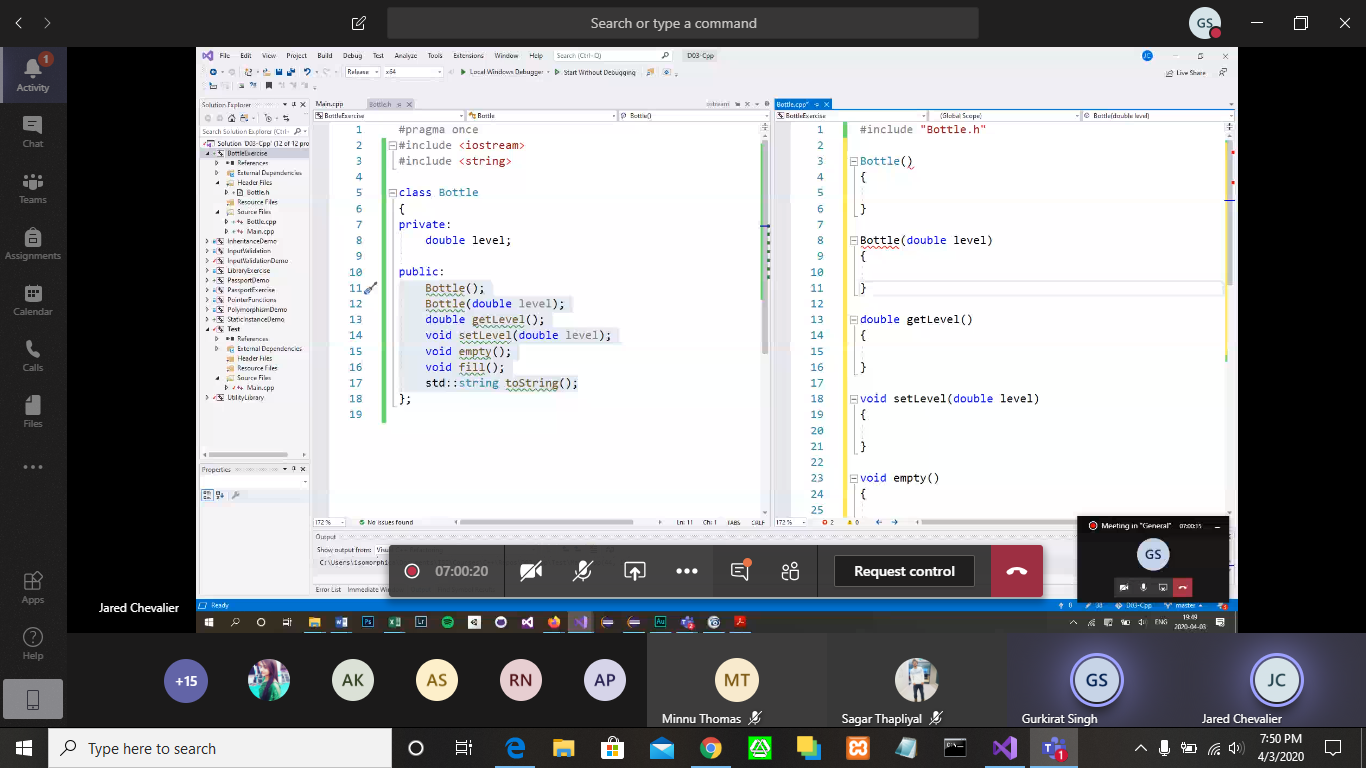 Search or type a command
GS
Activity
1
Chat
Teams
Assignments
Calendar
Calls
Files
Apps
Help
File Edit View Project Build Debug Test Analyze Tools Extensions Window Help Search (Ctrl+Q) D03-Cpp JC
Release x64 Local Windows Debugger Start Without Debugging Live Share
Solution Explorer
Search Solution Explorer (Ctrl+
Solution 'D03-Cpp' (12 of 12 pro
BottleExercise
References
External Dependencies
Header Files
Bottle.h
Resource Files
Source Files
Bottle.cpp
Main.cpp
InheritanceDemo
InputValidation
InputValidationDemo
LibraryExercise
PassportDemo
PassportExercise
PointerFunctions
PolymorphismDemo
StaticInstanceDemo
Test
References
External Dependencies
Header Files
Resource Files
Source Files
Main.cpp
UtilityLibrary
Properties
Main.cpp Bottle.h iostream
BottleExercise Bottle Bottle()
1 #pragma once
2 #include <iostream>
3 #include <string>
4
5 class Bottle
6 {
7 private:
8 double level;
9
10 public:
11 Bottle();
12 Bottle(double level);
13 double getLevel();
14 void setLevel(double level);
15 void empty();
16 void fill();
17 std::string toString();
18 };
19
172 % No issues found Ln: 11 Ch: 1 TABS CRLF
Bottle.cpp*
BottleExercise (Global Scope) Bottle(double level)
1 #include "Bottle.h"
2
3 Bottle()
4 {
5
6 }
7
8 Bottle(double level)
9 {
10
11 }
12
13 double getLevel()
14 {
15
16 }
17
18 void setLevel(double level)
19 {
20
21 }
22
23 void empty()
24 {
25
172 % 2 0
Output
Show output from:
Error List Immediate
Ready
0 38 D03-Cpp master
07:00:20
Request control
Meeting in "General" 07:00:15
GS
Jared Chevalier
ENG 19:49
2020-04-03
+15
AK
AS
RN
AP
MT
Minnu Thomas
Sagar Thapliyal
GS
Gurkirat Singh
JC
Jared Chevalier
Type here to search
7:50 PM
4/3/2020